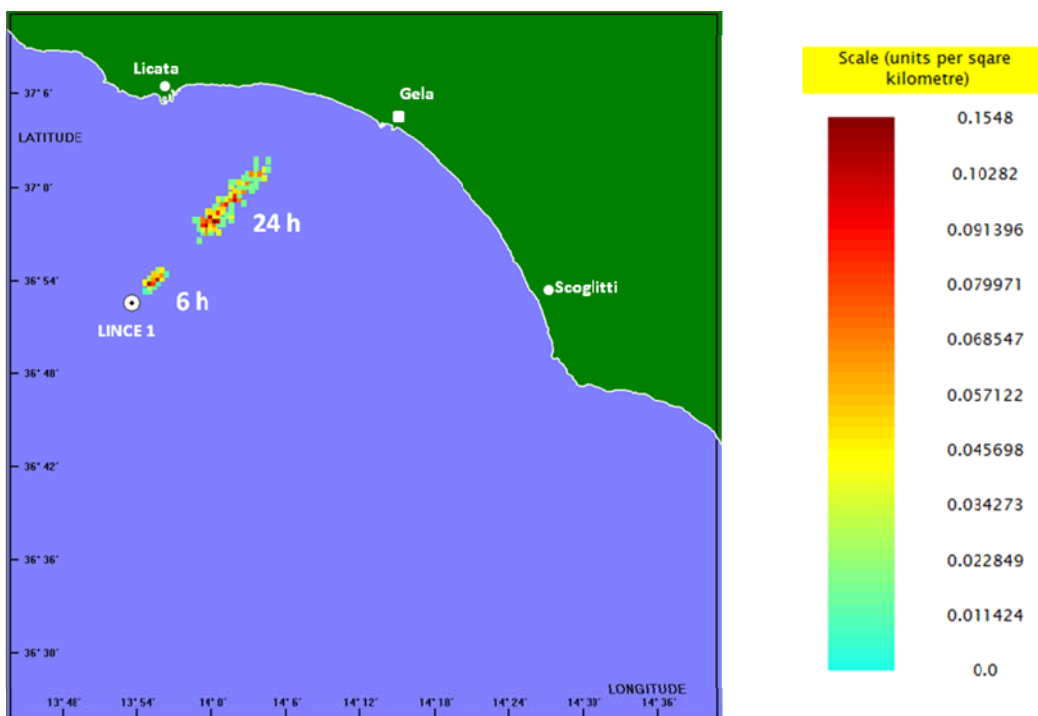 Licata
Gela
37° 6'
LATITUDE
37° 0'
24 h
36° 54'
6 h
Scoglitti
LINCE 1
36° 48'
36° 42'
36° 36'
36° 30'
LONGITUDE
13° 48' 13° 54' 14° 0' 14° 6' 14° 12' 14° 18' 14° 24' 14° 30' 14° 36'
Scale (units per sqare
kilometre)
0.1548
0.10282
0.091396
0.079971
0.068547
0.057122
0.045698
0.034273
0.022849
0.011424
0.0